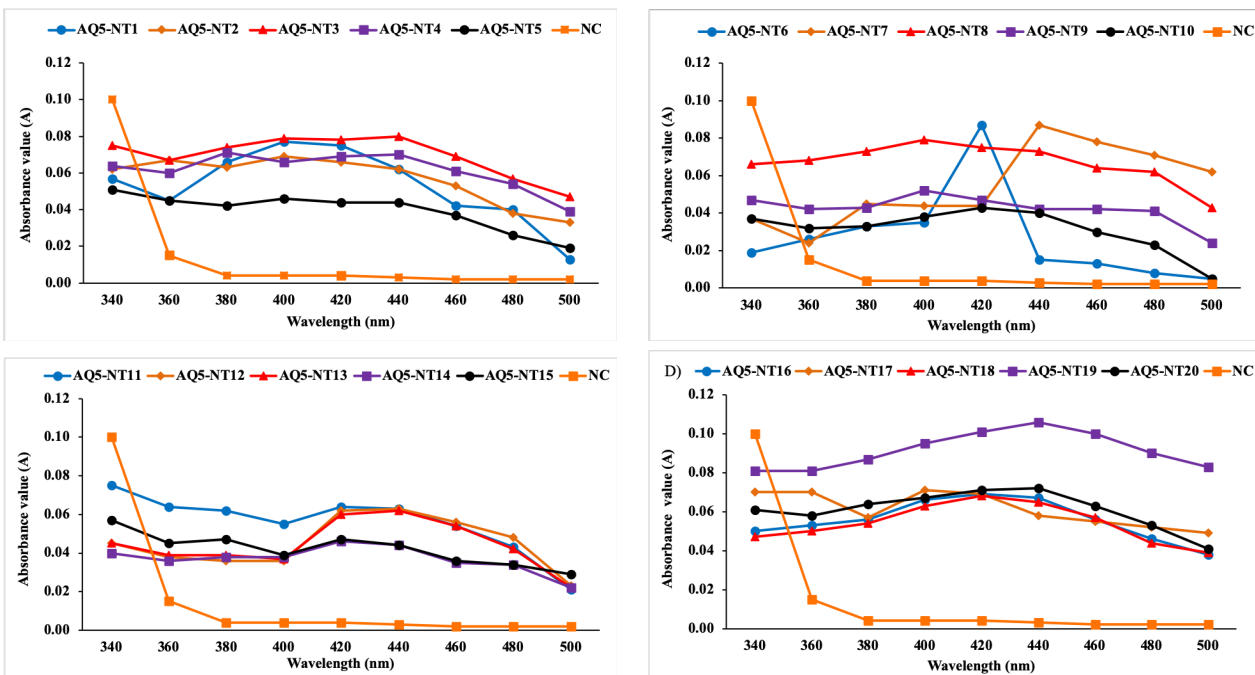 AQ5-NT1 AQ5-NT2 AQ5-NT3 AQ5-NT4 AQ5-NT5 NC
Absorbance value (A)
0.12
0.10
0.08
0.06
0.04
0.02
0.00
340 360 380 400 420 440 460 480 500
Wavelength (nm)
AQ5-NT6 AQ5-NT7 AQ5-NT8 AQ5-NT9 AQ5-NT10 NC
Absorbance value (A)
0.12
0.10
0.08
0.06
0.04
0.02
0.00
340 360 380 400 420 440 460 480 500
Wavelength (nm)
AQ5-NT11 AQ5-NT12 AQ5-NT13 AQ5-NT14 AQ5-NT15 NC
Absorbance value (A)
0.12
0.10
0.08
0.06
0.04
0.02
0.00
340 360 380 400 420 440 460 480 500
Wavelength (nm)
D) AQ5-NT16 AQ5-NT17 AQ5-NT18 AQ5-NT19 AQ5-NT20 NC
Absorbance value (A)
0.12
0.10
0.08
0.06
0.04
0.02
0.00
340 360 380 400 420 440 460 480 500
Wavelength (nm)